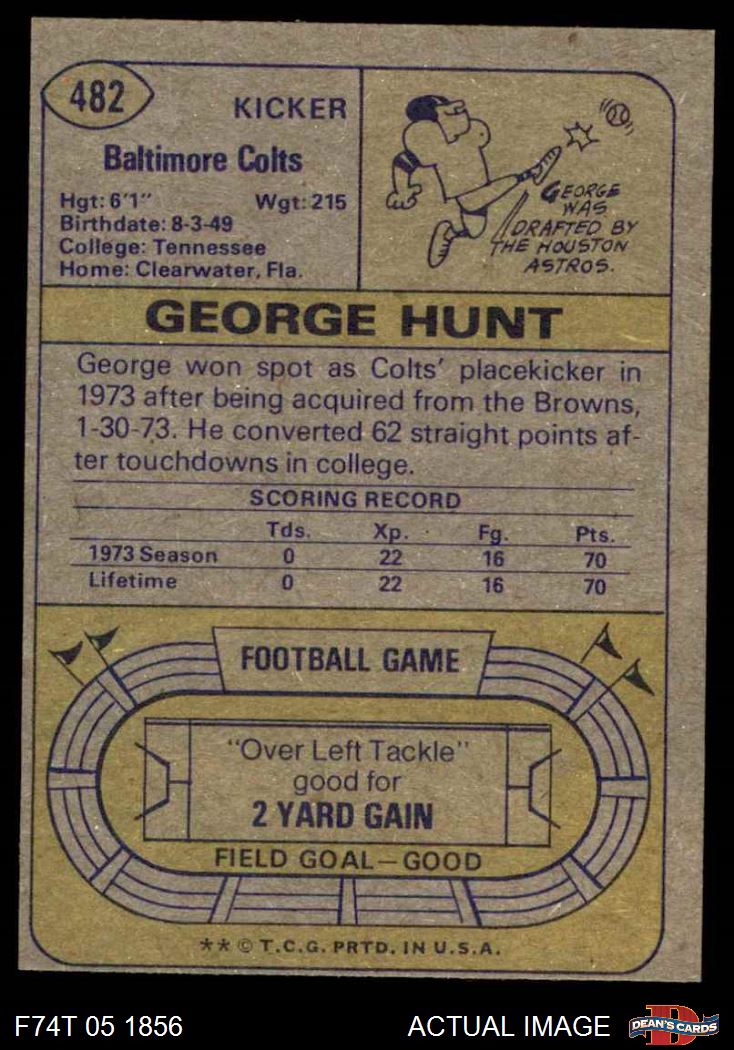 482
KICKER
Baltimore Colts
Hgt: 6'1" Wgt: 215
Birthdate: 8-3-49
College: Tennessee
Home: Clearwater, Fla.
GEORGE
WAS
DRAFTED BY
THE HOUSTON
ASTROS.
GEORGE HUNT
George won spot as Colts' placekicker in
1973 after being acquired from the Browns,
1-30-73. He converted 62 straight points af-
ter touchdowns in college.
SCORING RECORD
Tds. Xp. Fg. Pts.
1973 Season 0 22 16 70
Lifetime 0 22 16 70
FOOTBALL GAME
"Over Left Tackle"
good for
2 YARD GAIN
FIELD GOAL—GOOD
** © T.C.G. PRTD. IN U.S.A.
F74T 05 1856 ACTUAL IMAGE D DEAN'S CARDS